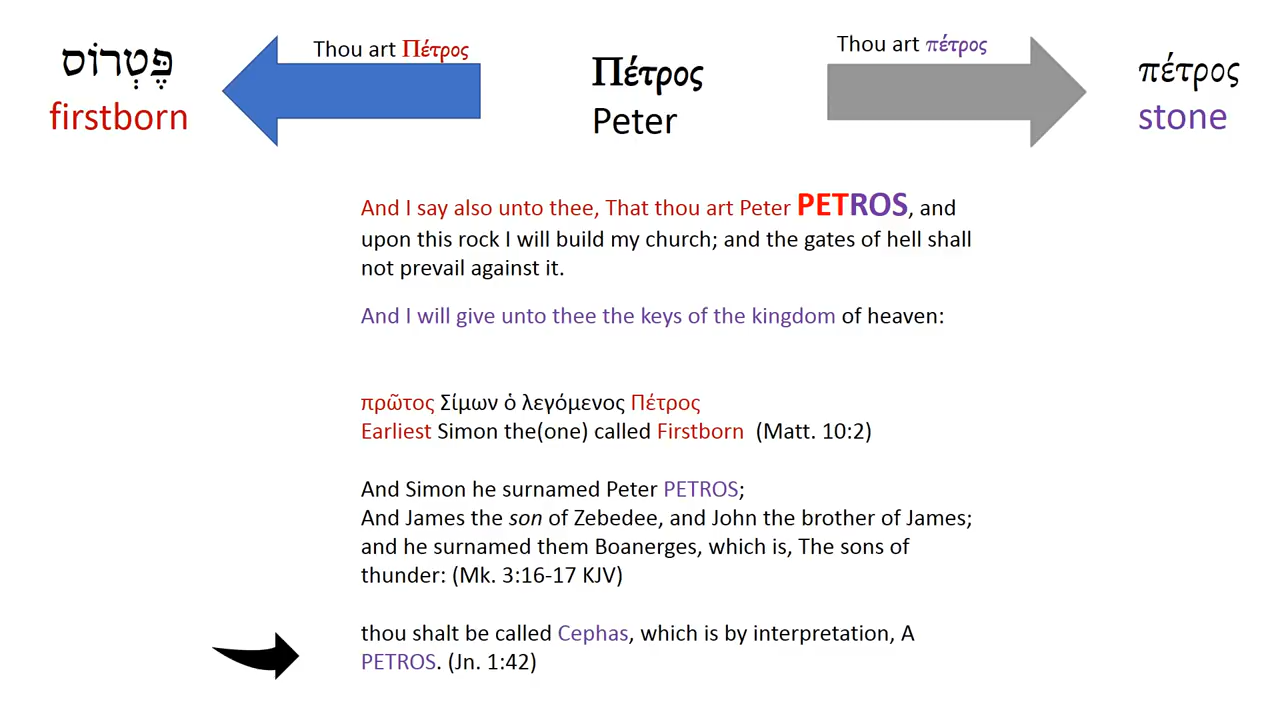 פֶּטְרוֹס
firstborn
Thou art Πέτρος
Πέτρος
Peter
Thou art πέτρος
πέτρος
stone
And I say also unto thee, That thou art Peter PETROS, and
upon this rock I will build my church; and the gates of hell shall
not prevail against it.
And I will give unto thee the keys of the kingdom of heaven:
πρῶτος Σίμων ὁ λεγόμενος Πέτρος
Earliest Simon the(one) called Firstborn (Matt. 10:2)
And Simon he surnamed Peter PETROS;
And James the son of Zebedee, and John the brother of James;
and he surnamed them Boanerges, which is, The sons of
thunder: (Mk. 3:16-17 KJV)
thou shalt be called Cephas, which is by interpretation, A
PETROS. (Jn. 1:42)